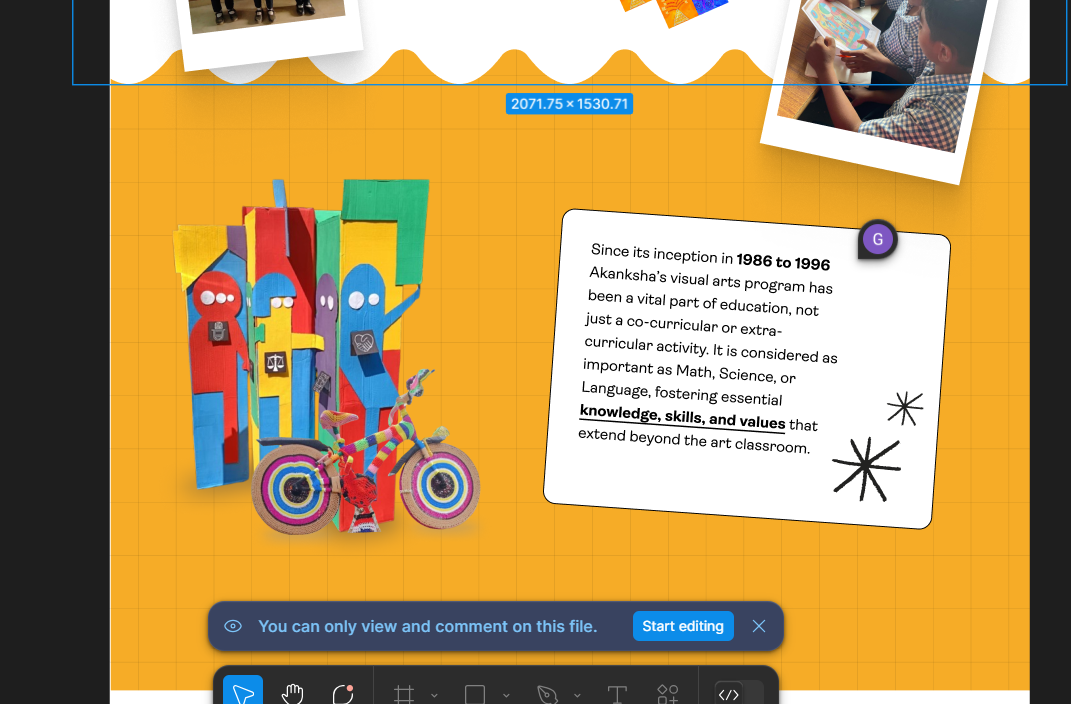 2071.75 × 1530.71
G
Since its inception in 1986 to 1996
Akanksha's visual arts program has
been a vital part of education, not
just a co-curricular or extra-
curricular activity. It is considered as
important as Math, Science, or
Language, fostering essential
knowledge, skills, and values that
extend beyond the art classroom.
You can only view and comment on this file.
Start editing